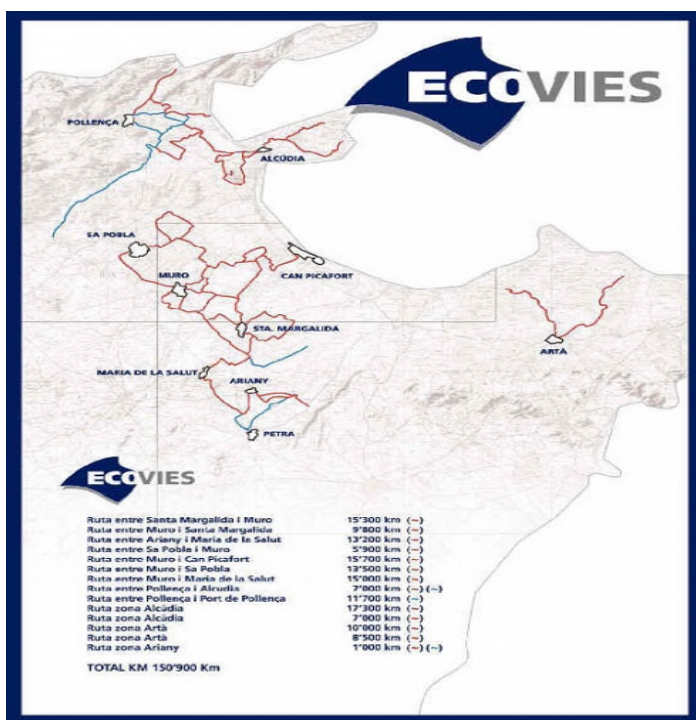 ECOVIES
POLLENÇA
ALCÚDIA
SA POBLA
MURO
CAN PICAFORT
STA. MARGALIDA
ARTÀ
MARIA DE LA SALUT
ARIANY
PETRA
ECOVIES
Ruta entre Santa Margalida i Muro 15'300 km (~)
Ruta entre Muro i Santa Margalida 9'800 km (~)
Ruta entre Ariany i Maria de la Salut 13'200 km (~)
Ruta entre Sa Pobla i Muro 5'900 km (~)
Ruta entre Muro i Can Picafort 15'700 km (~)
Ruta entre Muro i Sa Pobla 13'500 km (~)
Ruta entre Muro i Maria de la Salut 15'000 km (~)
Ruta entre Pollença i Alcudia 7'000 km (~) (~)
Ruta entre Pollença i Port de Pollença 11'700 km (~)
Ruta zona Alcúdia 17'300 km (~)
Ruta zona Alcúdia 7'000 km (~)
Ruta zona Artà 10'000 km (~)
Ruta zona Artà 8'500 km (~)
Ruta zona Ariany 1'000 km (~) (~)
TOTAL KM 150'900 Km